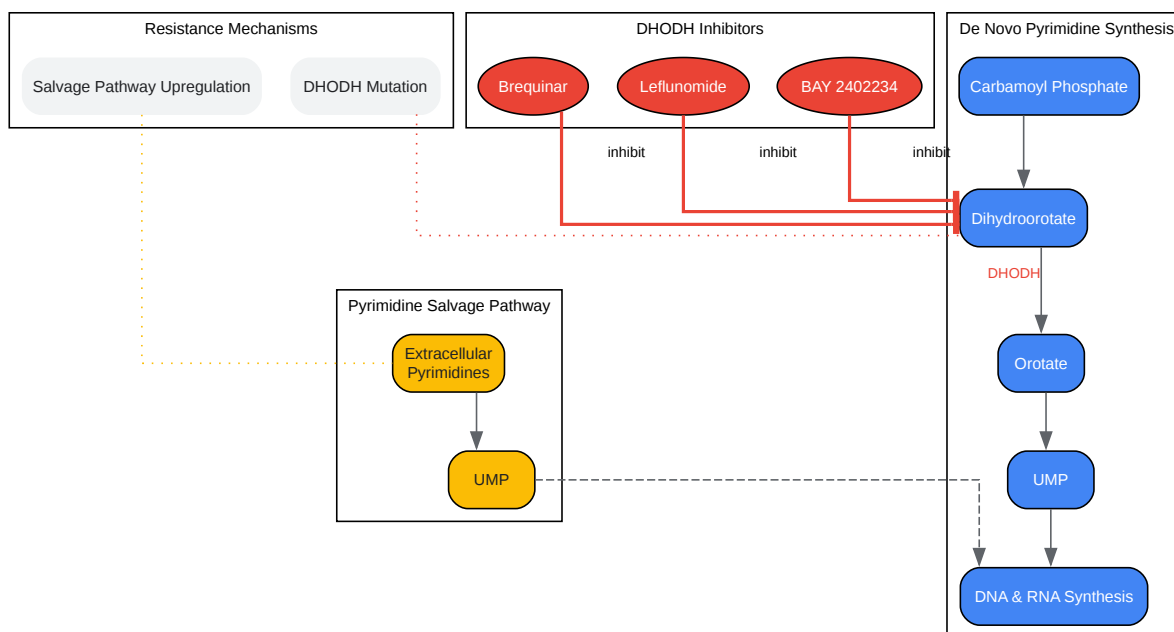 Resistance Mechanisms
Salvage Pathway Upregulation
DHODH Mutation
DHODH Inhibitors
Brequinar
Leflunomide
BAY 2402234
inhibit
inhibit
inhibit
De Novo Pyrimidine Synthesis
Carbamoyl Phosphate
Dihydroorotate
DHODH
Orotate
UMP
DNA & RNA Synthesis
Pyrimidine Salvage Pathway
Extracellular
Pyrimidines
UMP